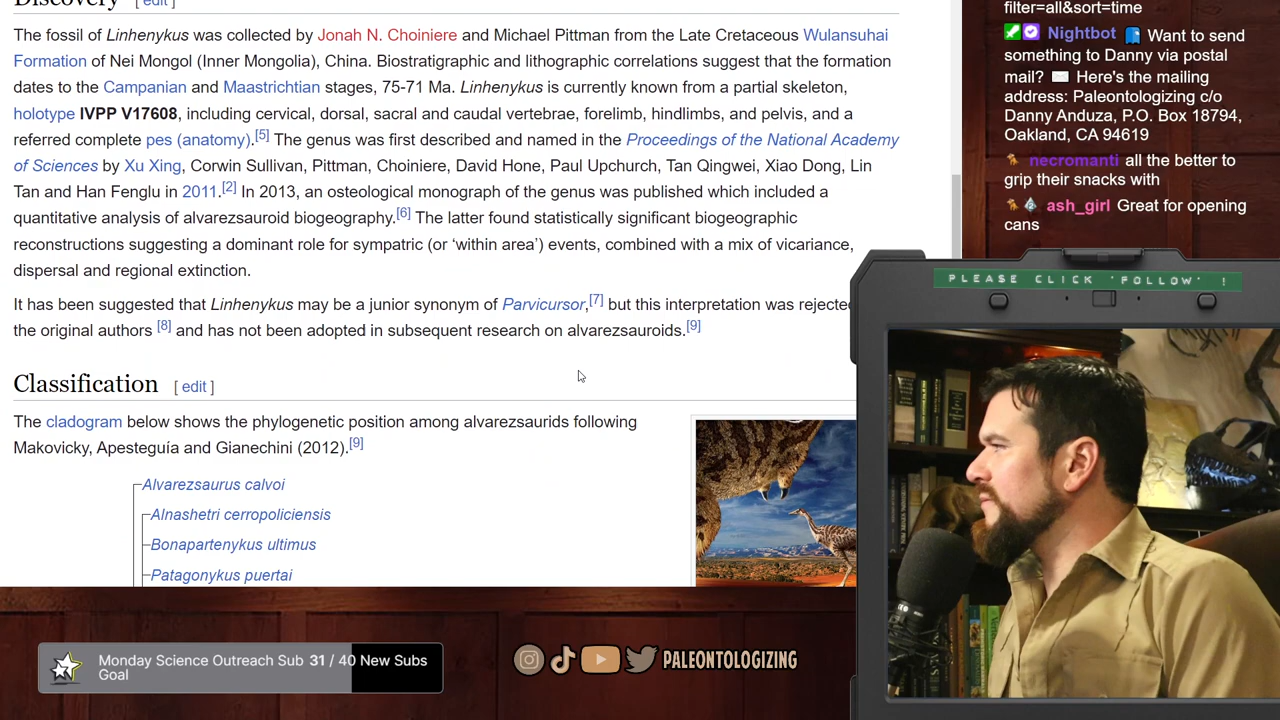 Discovery [ edit ]
The fossil of Linhenykus was collected by Jonah N. Choiniere and Michael Pittman from the Late Cretaceous Wulansuhai
Formation of Nei Mongol (Inner Mongolia), China. Biostratigraphic and lithographic correlations suggest that the formation
dates to the Campanian and Maastrichtian stages, 75-71 Ma. Linhenykus is currently known from a partial skeleton,
holotype IVPP V17608, including cervical, dorsal, sacral and caudal vertebrae, forelimb, hindlimbs, and pelvis, and a
referred complete pes (anatomy).[5] The genus was first described and named in the Proceedings of the National Academy
of Sciences by Xu Xing, Corwin Sullivan, Pittman, Choiniere, David Hone, Paul Upchurch, Tan Qingwei, Xiao Dong, Lin
Tan and Han Fenglu in 2011.[2] In 2013, an osteological monograph of the genus was published which included a
quantitative analysis of alvarezsauroid biogeography.[6] The latter found statistically significant biogeographic
reconstructions suggesting a dominant role for sympatric (or ‘within area’) events, combined with a mix of vicariance,
dispersal and regional extinction.
It has been suggested that Linhenykus may be a junior synonym of Parvicursor,[7] but this interpretation was rejected
the original authors [8] and has not been adopted in subsequent research on alvarezsauroids.[9]
Classification [ edit ]
The cladogram below shows the phylogenetic position among alvarezsaurids following
Makovicky, Apesteguía and Gianechini (2012).[9]
Alvarezsaurus calvoi
Alnashetri cerropoliciensis
Bonapartenykus ultimus
Patagonykus puertai
filter=all&sort=time
Nightbot Want to send
something to Danny via postal
mail? Here's the mailing
address: Paleontologizing c/o
Danny Anduza, P.O. Box 18794,
Oakland, CA 94619
necromanti all the better to
grip their snacks with
ash_girl Great for opening
cans
PLEASE CLICK 'FOLLOW' !
Monday Science Outreach Sub 31 / 40 New Subs
Goal
PALEONTOLOGIZING